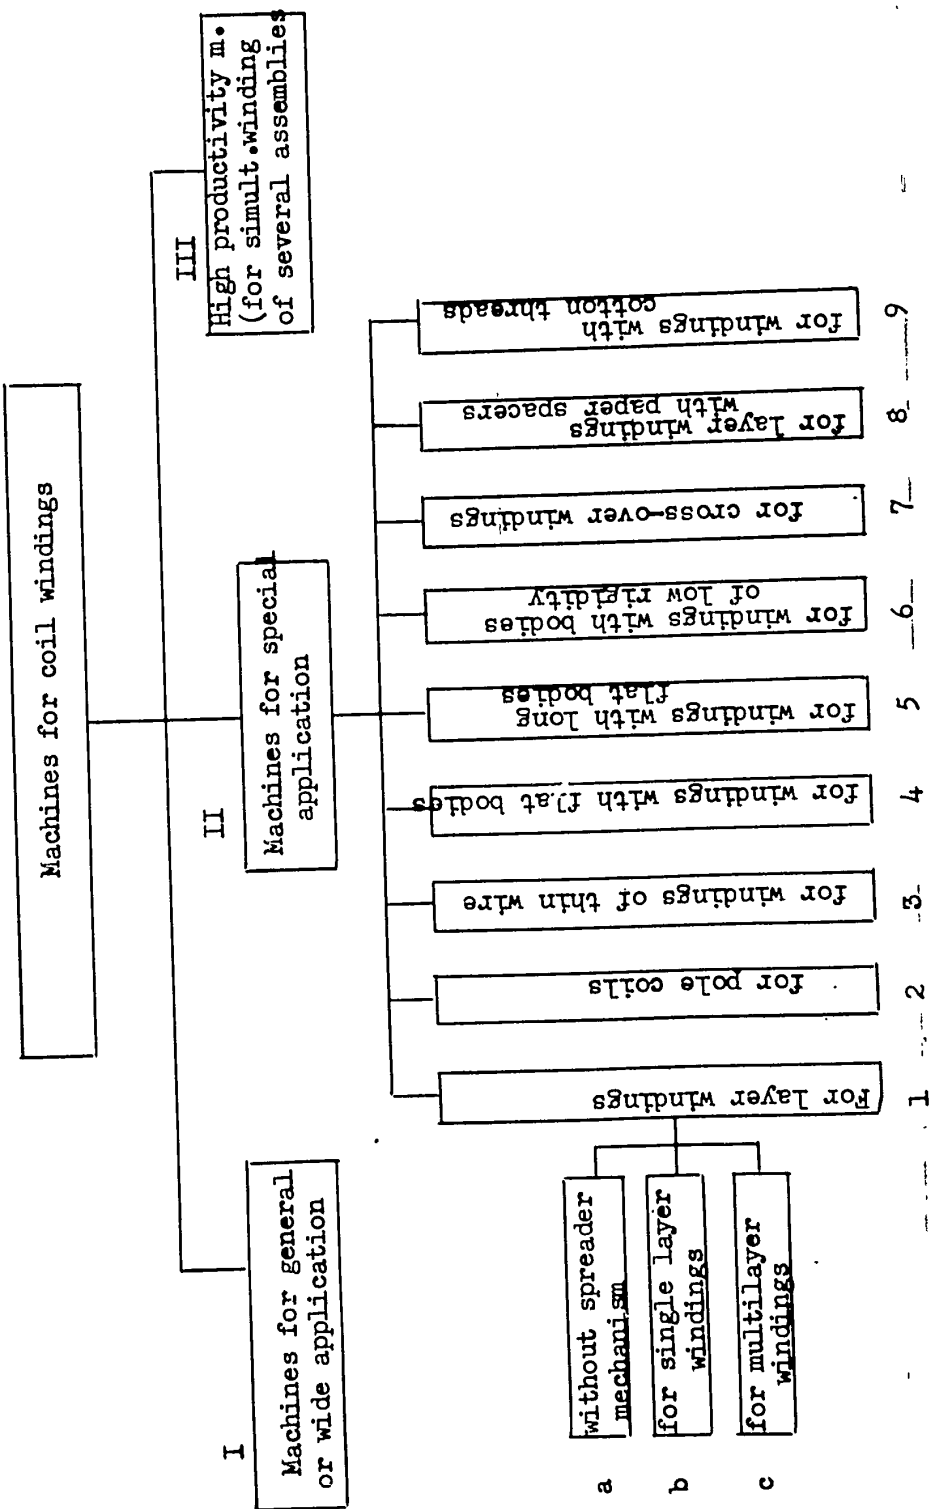 Machines for coil windings
I
Machines for general
or wide application
II
Machines for special
application
III
High productivity m.
(for simult.winding
of several assemblies
For layer windings
1
for pole coils
2
for windings of thin wire
3
for windings with flat bodies
4
for windings with long
flat bodies
5
for windings with bodies
of low rigidity
6
for cross-over windings
7
for layer windings
with paper spacers
8
for windings with
cotton threads
9
a
without spreader
mechanism
b
for single layer
windings
c
for multilayer
windings